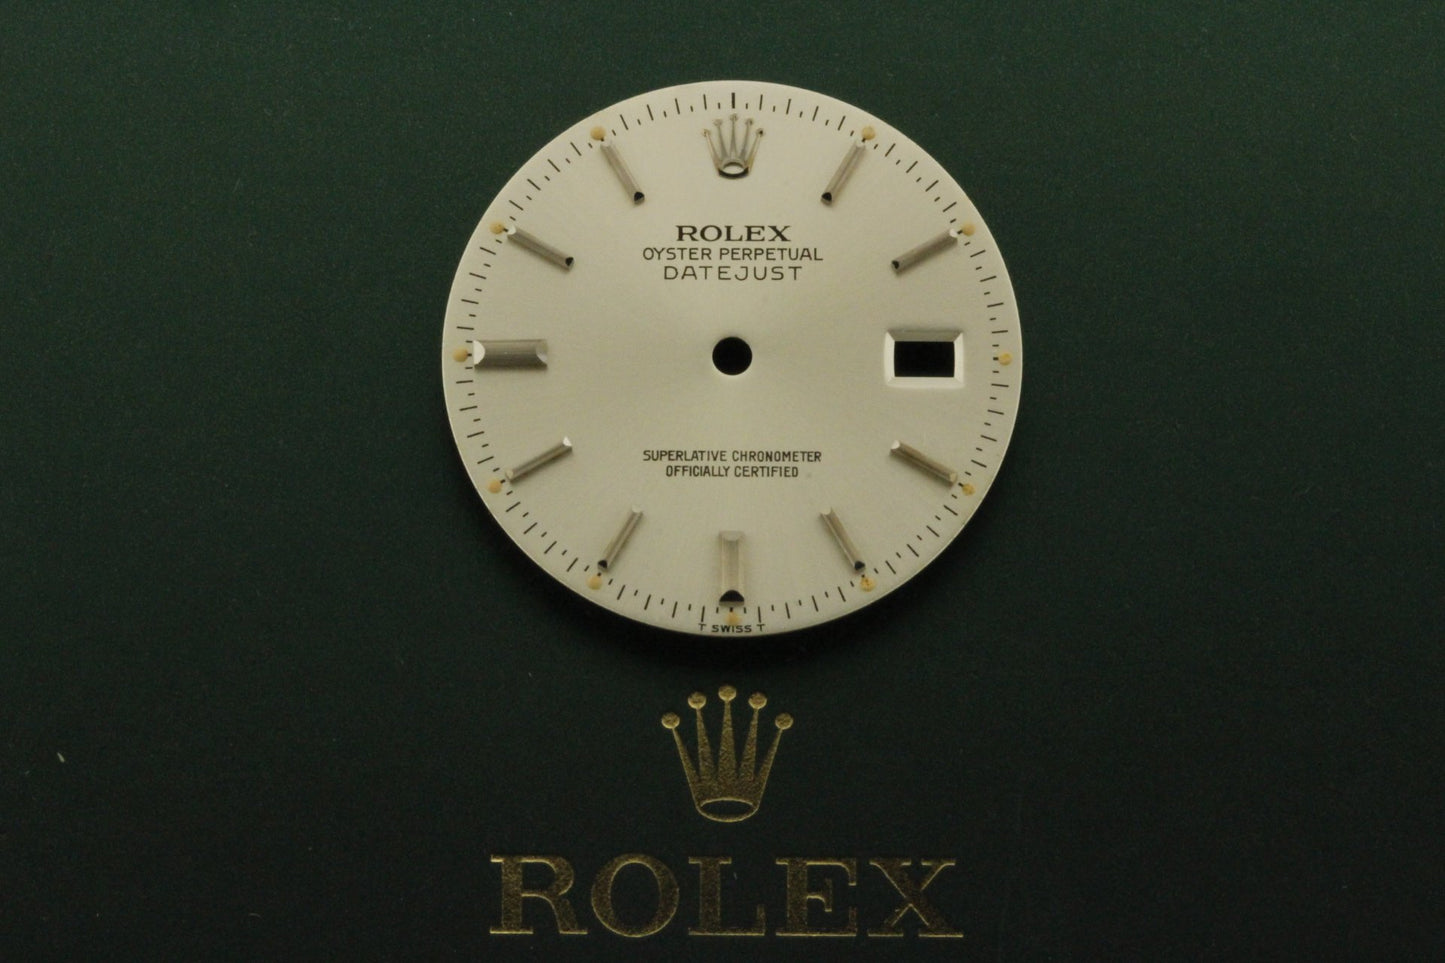 ROLEX
OYSTER PERPETUAL
DATEJUST
SUPERLATIVE CHRONOMETER
OFFICIALLY CERTIFIED
T SWISS T
ROLEX